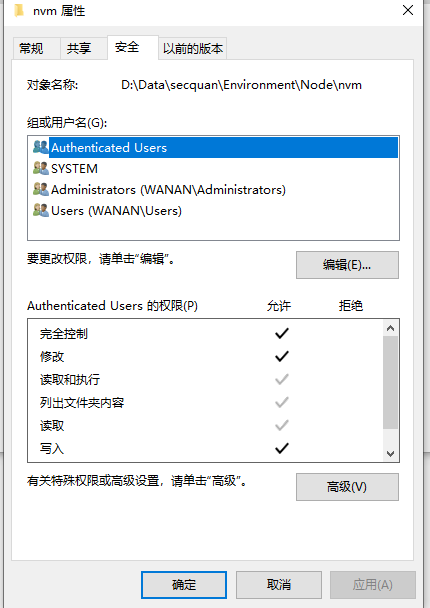 nvm 属性
常规 共享 安全 以前的版本
对象名称: D:\Data\secquan\Environment\Node\nvm
组或用户名(G):
Authenticated Users
SYSTEM
Administrators (WANAN\Administrators)
Users (WANAN\Users)
要更改权限，请单击“编辑”。 编辑(E)...
Authenticated Users 的权限(P) 允许 拒绝
完全控制
修改
读取和执行
列出文件夹内容
读取
写入
有关特殊权限或高级设置，请单击“高级”。 高级(V)
确定 取消 应用(A)